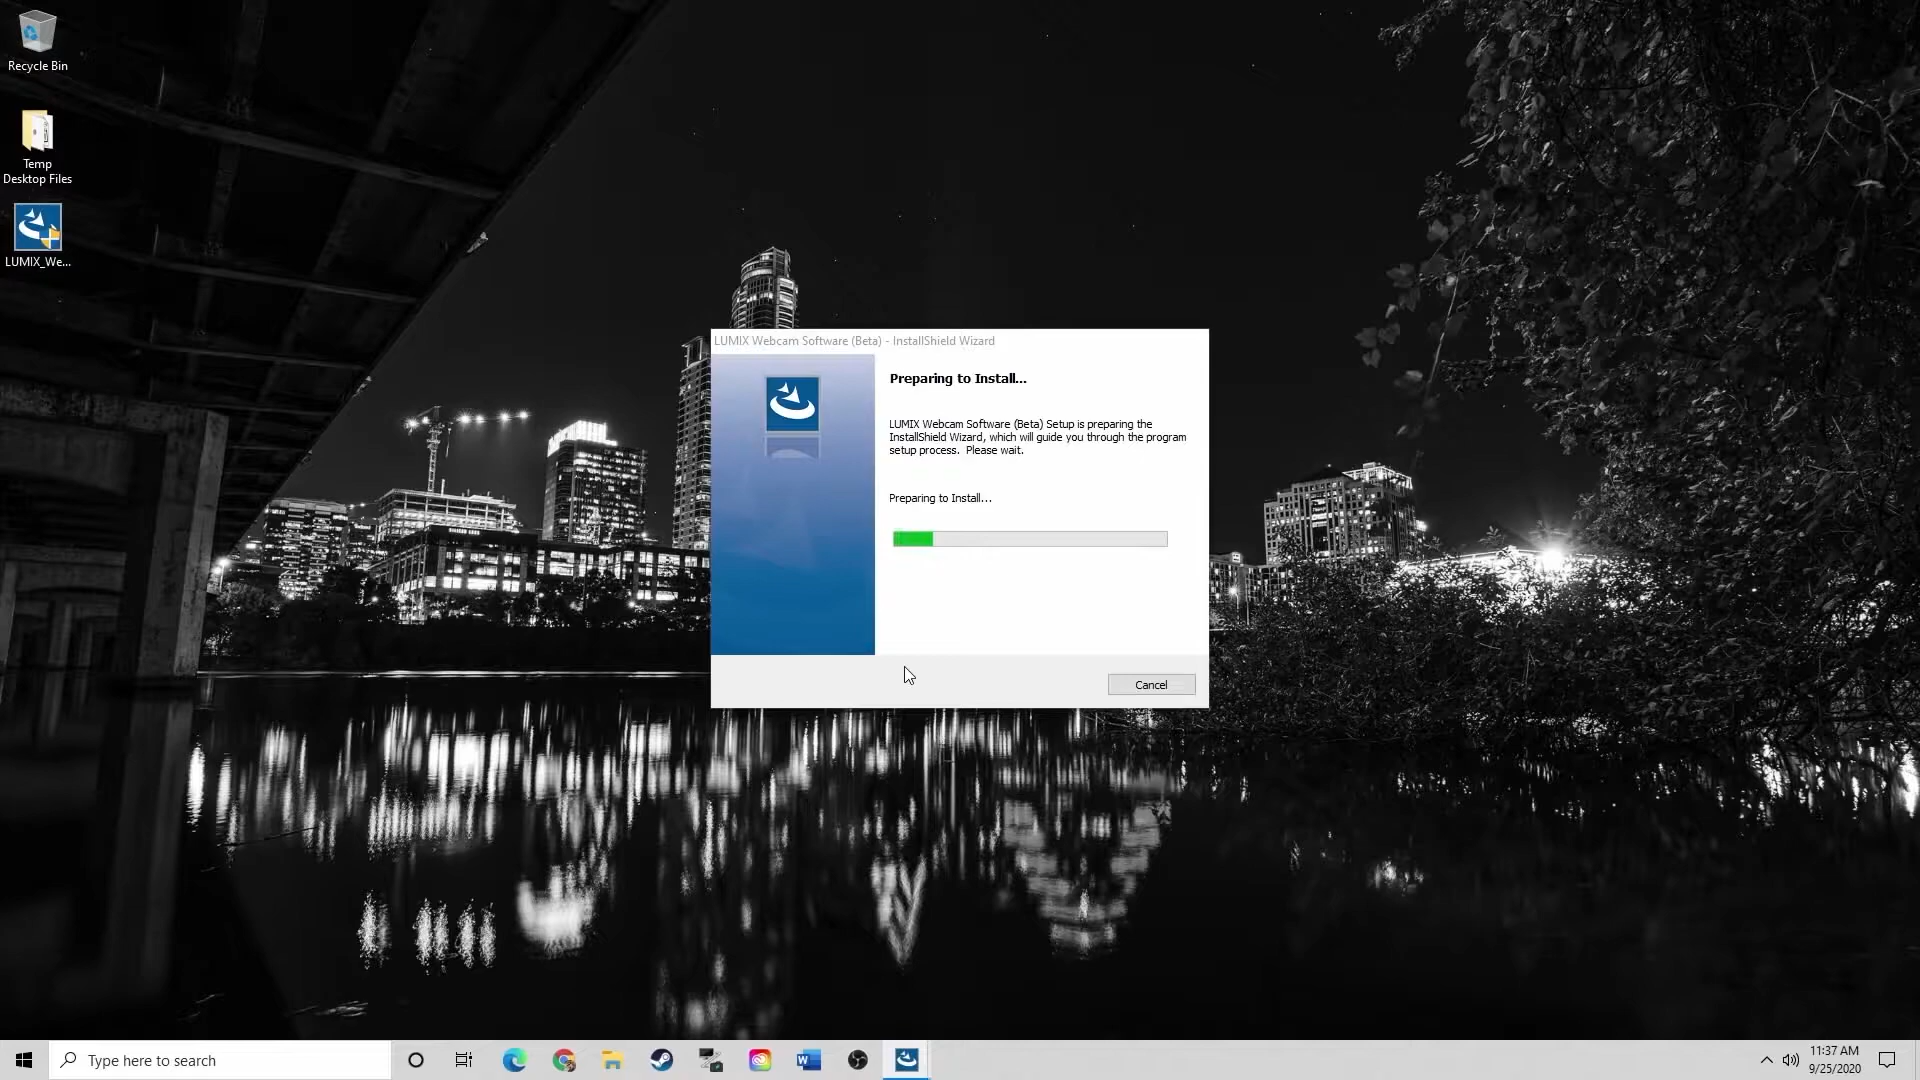 Recycle Bin
Temp
Desktop Files
LUMIX_We...
LUMIX Webcam Software (Beta) - InstallShield Wizard
Preparing to Install...
LUMIX Webcam Software (Beta) Setup is preparing the
InstallShield Wizard, which will guide you through the program
setup process. Please wait.
Preparing to Install...
Cancel
Type here to search
11:37 AM
9/25/2020